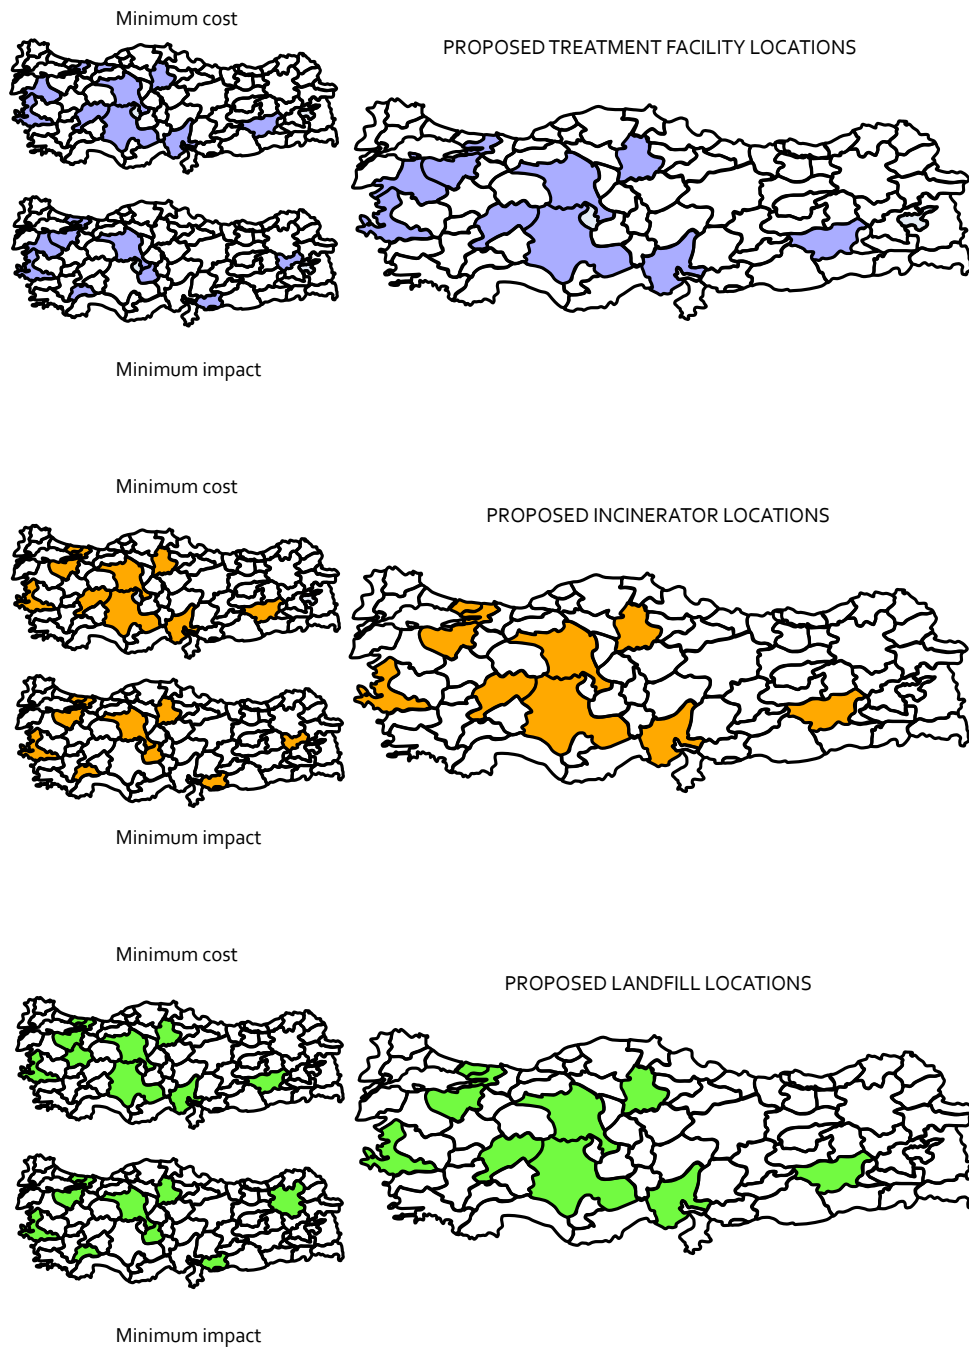 Minimum cost
PROPOSED TREATMENT FACILITY LOCATIONS
Minimum impact
Minimum cost
PROPOSED INCINERATOR LOCATIONS
Minimum impact
Minimum cost
PROPOSED LANDFILL LOCATIONS
Minimum impact